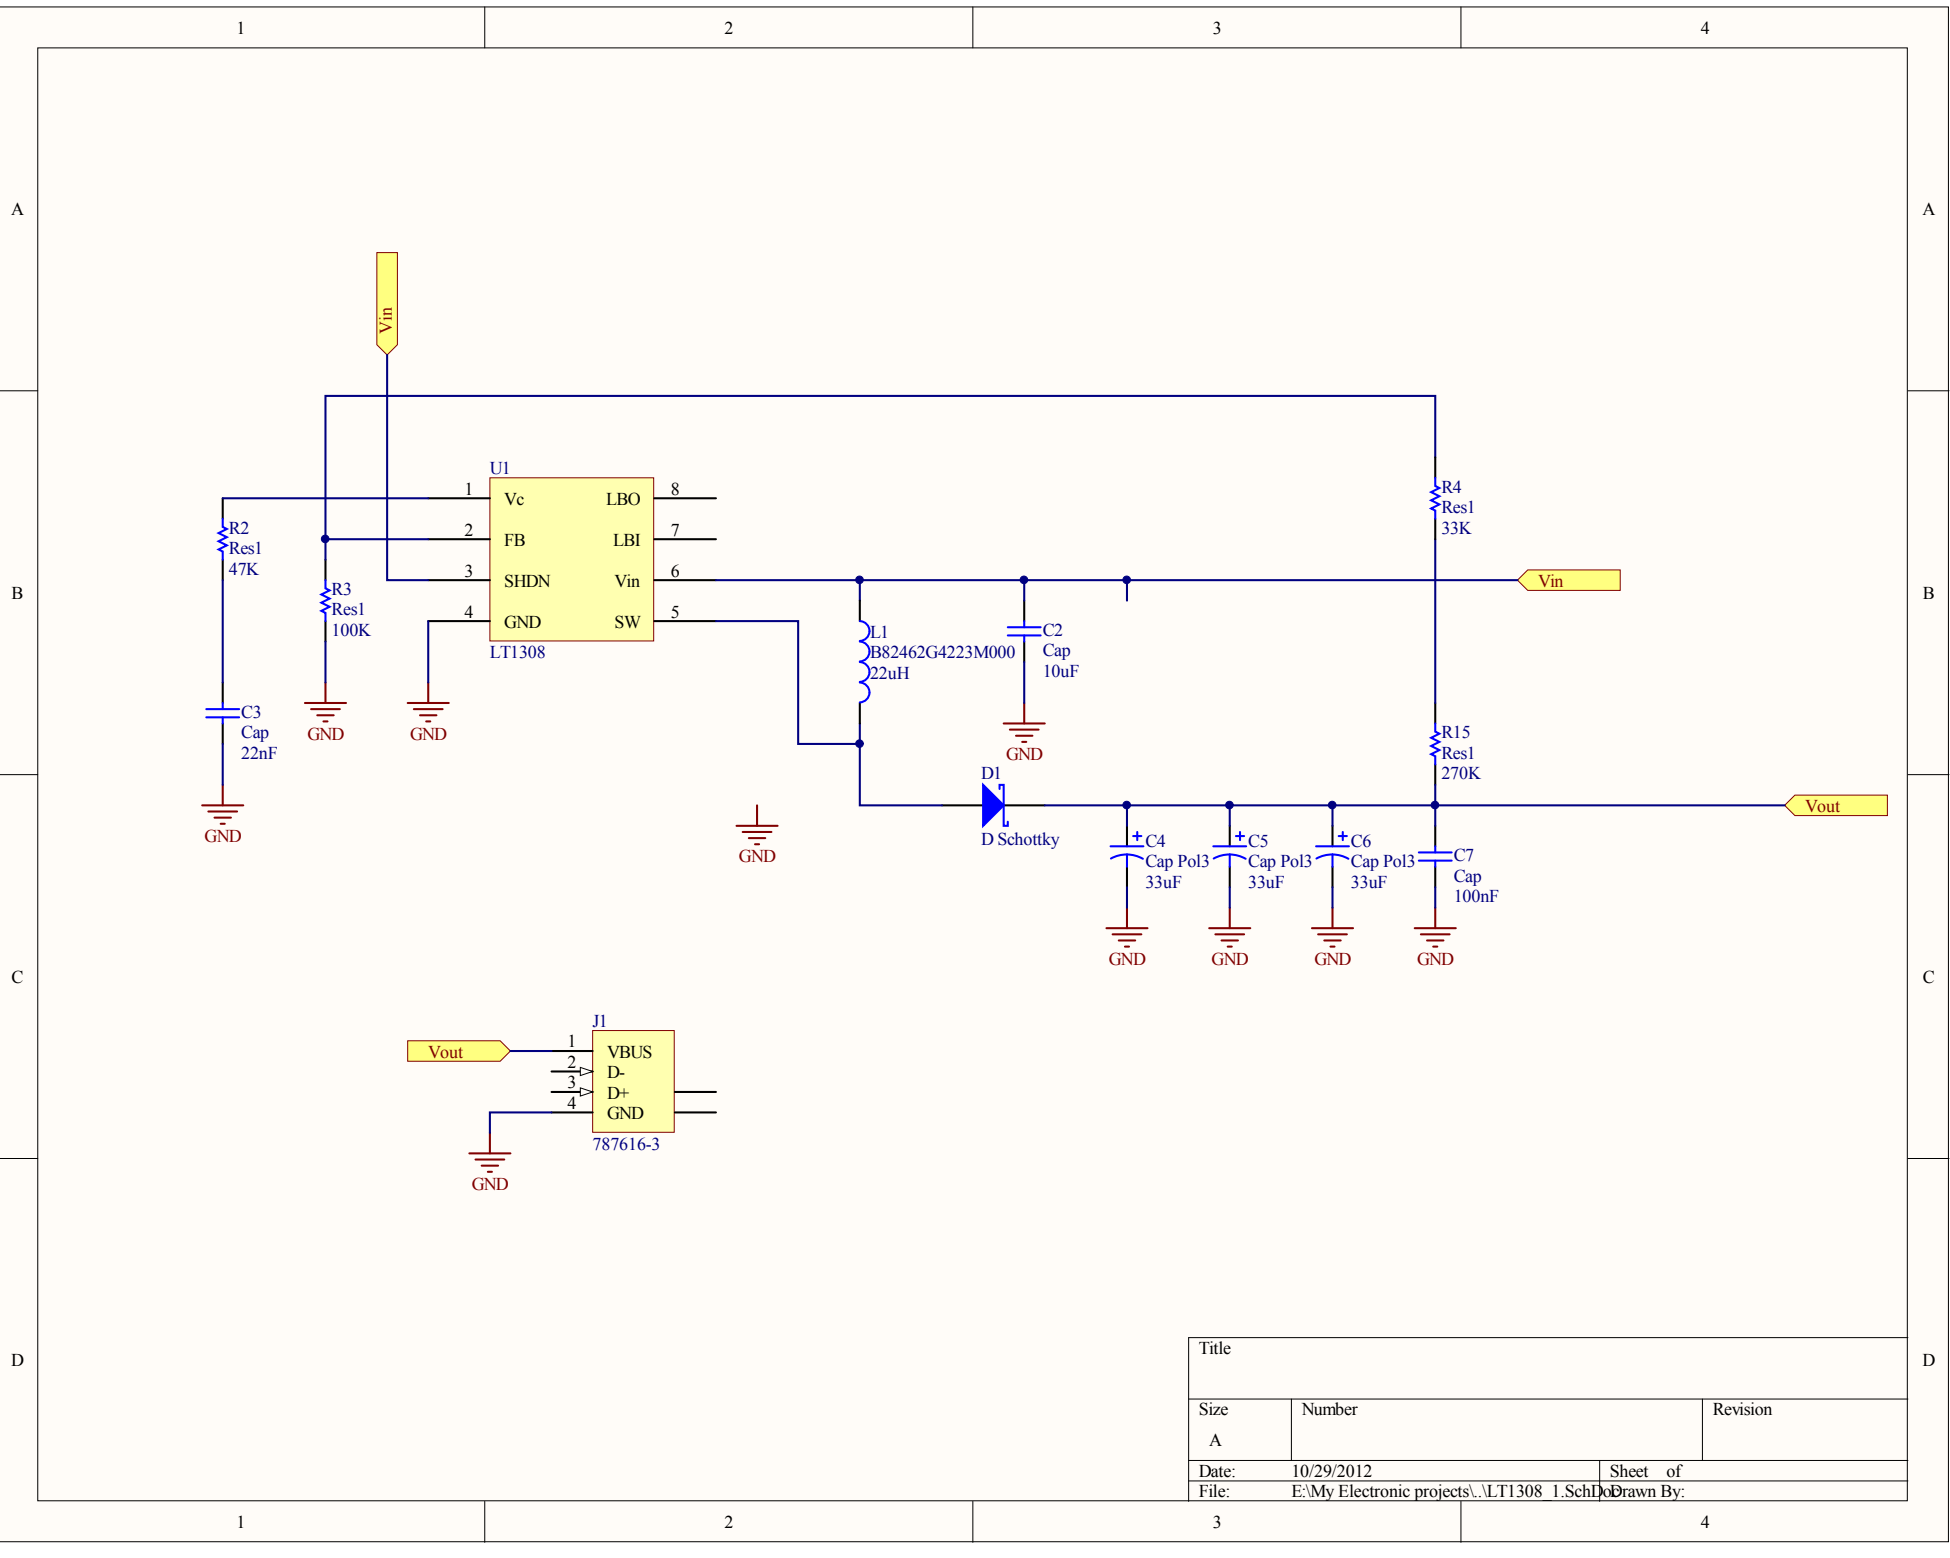 1 2 3 4
A A
Vin
U1
1 Vc LBO 8
2 FB LBI 7
3 SHDN Vin 6
4 GND SW 5
LT1308
R2
Res1
47K
R3
Res1
100K
C3
Cap
22nF
GND
GND
GND
R4
Res1
33K
Vin
B B
L1
B82462G4223M000
22uH
C2
Cap
10uF
GND
R15
Res1
270K
D1
D Schottky
GND
Vout
C4
Cap Pol3
33uF
C5
Cap Pol3
33uF
C6
Cap Pol3
33uF
C7
Cap
100nF
GND GND GND GND
C C
J1
Vout
1 VBUS
2 D-
3 D+
4 GND
787616-3
GND
D D
Title
Size Number Revision
A
Date: 10/29/2012 Sheet of
File: E:\My Electronic projects\..\LT1308_1.SchDoc Drawn By:
1 2 3 4